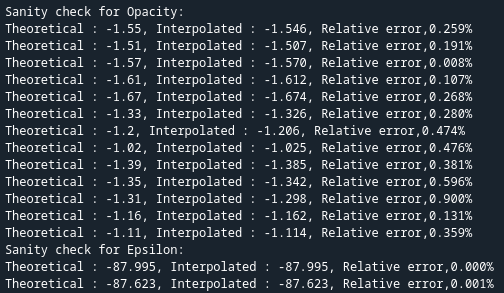 Sanity check for Opacity:
Theoretical : -1.55, Interpolated : -1.546, Relative error,0.259%
Theoretical : -1.51, Interpolated : -1.507, Relative error,0.191%
Theoretical : -1.57, Interpolated : -1.570, Relative error,0.008%
Theoretical : -1.61, Interpolated : -1.612, Relative error,0.107%
Theoretical : -1.67, Interpolated : -1.674, Relative error,0.268%
Theoretical : -1.33, Interpolated : -1.326, Relative error,0.280%
Theoretical : -1.2, Interpolated : -1.206, Relative error,0.474%
Theoretical : -1.02, Interpolated : -1.025, Relative error,0.476%
Theoretical : -1.39, Interpolated : -1.385, Relative error,0.381%
Theoretical : -1.35, Interpolated : -1.342, Relative error,0.596%
Theoretical : -1.31, Interpolated : -1.298, Relative error,0.900%
Theoretical : -1.16, Interpolated : -1.162, Relative error,0.131%
Theoretical : -1.11, Interpolated : -1.114, Relative error,0.359%
Sanity check for Epsilon:
Theoretical : -87.995, Interpolated : -87.995, Relative error,0.000%
Theoretical : -87.623, Interpolated : -87.623, Relative error,0.001%